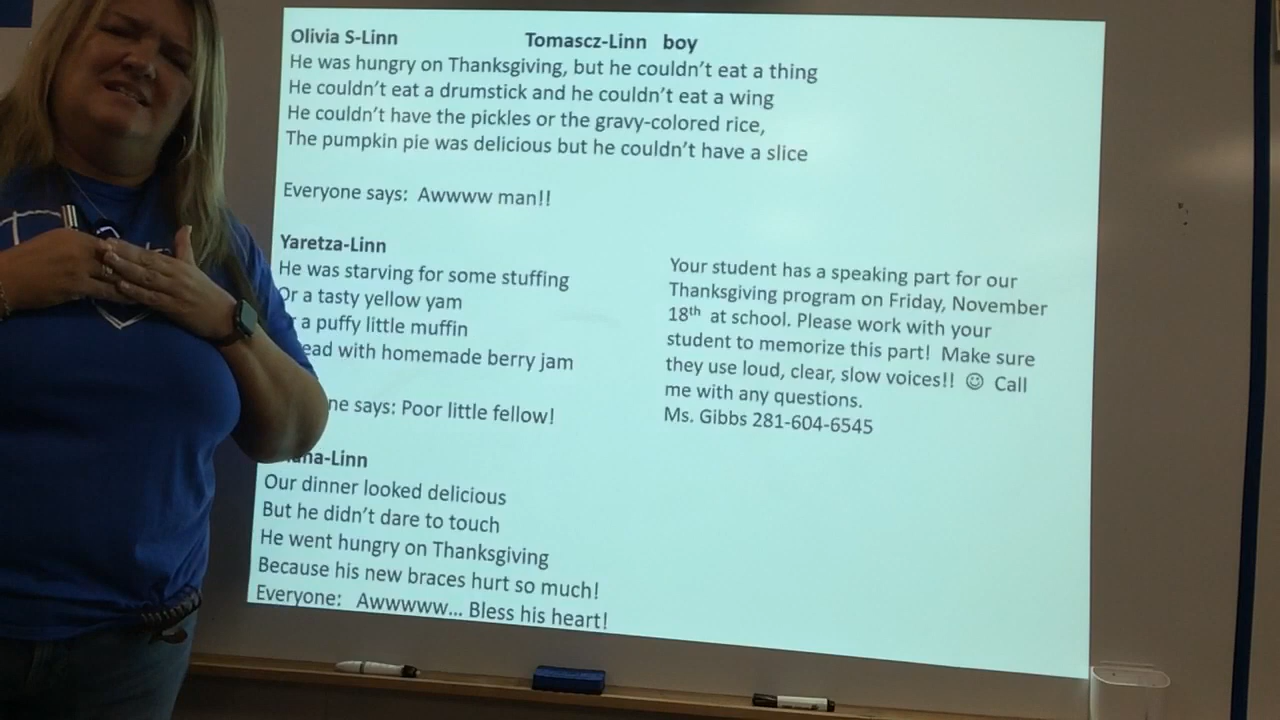 Olivia S-Linn Tomascz-Linn boy
He was hungry on Thanksgiving, but he couldn't eat a thing
He couldn't eat a drumstick and he couldn't eat a wing
He couldn't have the pickles or the gravy-colored rice,
The pumpkin pie was delicious but he couldn't have a slice
Everyone says: Awwww man!!
Yaretza-Linn
He was starving for some stuffing
Or a tasty yellow yam
a puffy little muffin
with homemade berry jam
says: Poor little fellow!
-Linn
Our dinner looked delicious
But he didn't dare to touch
He went hungry on Thanksgiving
Because his new braces hurt so much!
Everyone: Awwwww... Bless his heart!
Your student has a speaking part for our
Thanksgiving program on Friday, November
18th at school. Please work with your
student to memorize this part! Make sure
they use loud, clear, slow voices!! ☺ Call
me with any questions.
Ms. Gibbs 281-604-6545